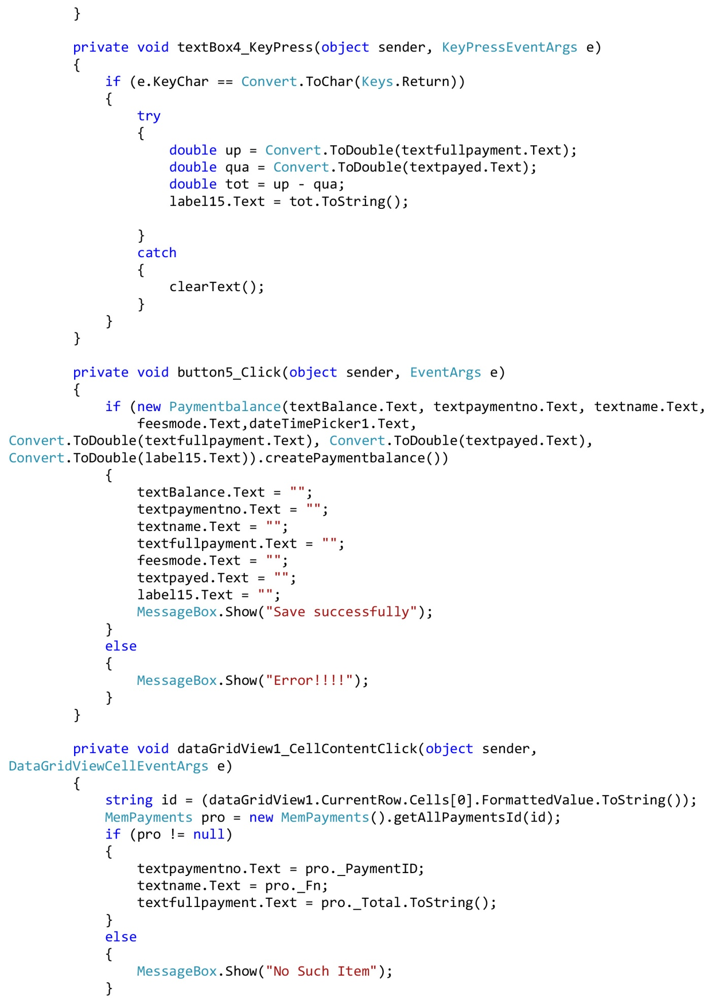 }

        private void textBox4_KeyPress(object sender, KeyPressEventArgs e)
        {
            if (e.KeyChar == Convert.ToChar(Keys.Return))
            {
                try
                {
                    double up = Convert.ToDouble(textfullpayment.Text);
                    double qua = Convert.ToDouble(textpayed.Text);
                    double tot = up - qua;
                    label15.Text = tot.ToString();

                }
                catch
                {
                    clearText();
                }
            }
        }

        private void button5_Click(object sender, EventArgs e)
        {
            if (new Paymentbalance(textBalance.Text, textpaymentno.Text, textname.Text,
                feesmode.Text,dateTimePicker1.Text,
Convert.ToDouble(textfullpayment.Text), Convert.ToDouble(textpayed.Text),
Convert.ToDouble(label15.Text)).createPaymentbalance())
            {
                textBalance.Text = "";
                textpaymentno.Text = "";
                textname.Text = "";
                textfullpayment.Text = "";
                feesmode.Text = "";
                textpayed.Text = "";
                label15.Text = "";
                MessageBox.Show("Save successfully");
            }
            else
            {
                MessageBox.Show("Error!!!!");
            }
        }

        private void dataGridView1_CellContentClick(object sender,
DataGridViewCellEventArgs e)
        {
            string id = (dataGridView1.CurrentRow.Cells[0].FormattedValue.ToString());
            MemPayments pro = new MemPayments().getAllPaymentsId(id);
            if (pro != null)
            {
                textpaymentno.Text = pro._PaymentID;
                textname.Text = pro._Fn;
                textfullpayment.Text = pro._Total.ToString();
            }
            else
            {
                MessageBox.Show("No Such Item");
            }